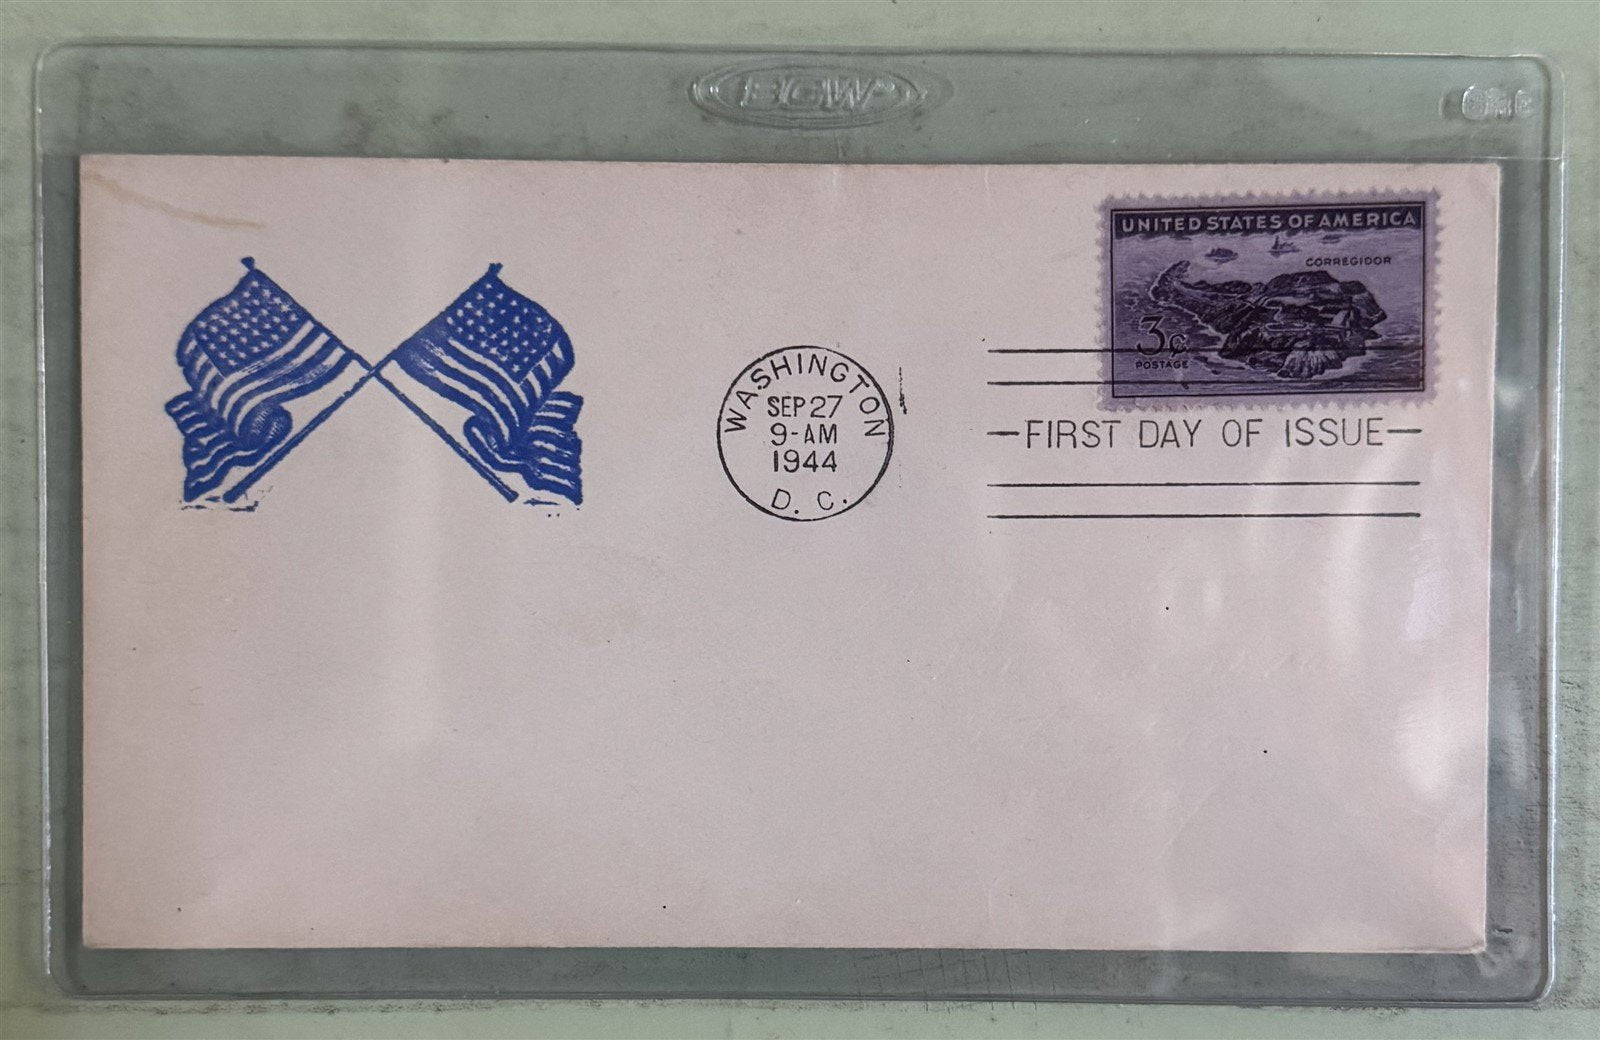 BCW
UNITED STATES OF AMERICA
CORREGIDOR
3¢
POSTAGE
WASHINGTON
SEP 27
9-AM
1944
D. C.
FIRST DAY OF ISSUE